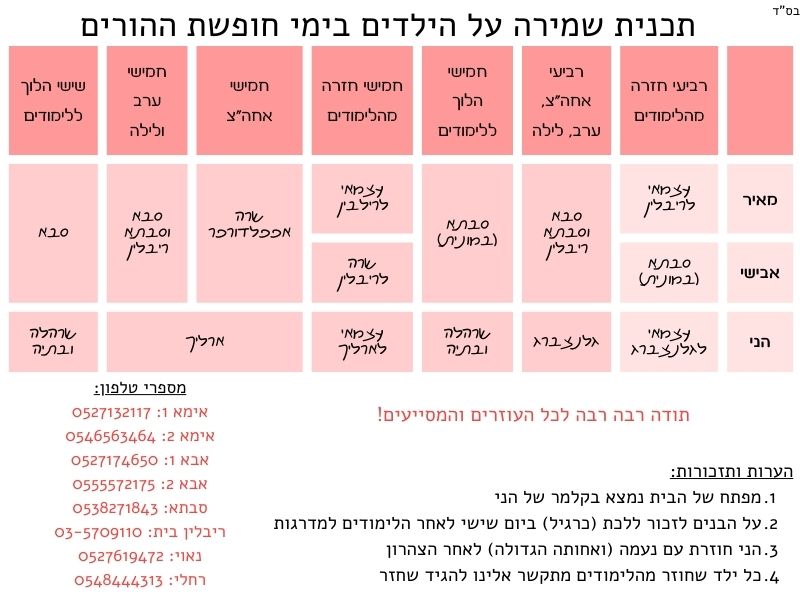 בס"ד
תכנית שמירה על הילדים בימי חופשת ההורים
רביעי חזרה
מהלימודים
רביעי
אחה"צ,
ערב, לילה
חמישי
הלוך
ללימודים
חמישי חזרה
מהלימודים
חמישי
אחה"צ
חמישי
ערב
ולילה
שישי הלוך
ללימודים
מאיר
עצמאי
לריבלין
סבא
וסבתא
ריבלין
סבתא
(במונית)
עצמאי
לרילבין
שרה
אפפלדורפר
סבא
וסבתא
ריבלין
סבא
אבישי
סבתא
(במונית)
שרה
לריבלין
הני
עצמאי
לגלנצברג
גלנצברג
שרהלה
ובתיה
עצמאי
לארליך
ארליך
שרהלה
ובתיה
תודה רבה רבה לכל העוזרים והמסייעים!
הערות ותזכורות:
1. מפתח של הבית נמצא בקלמר של הני
2. על הבנים לזכור ללכת (כרגיל) ביום שישי לאחר הלימודים למדרגות
3. הני חוזרת עם נעמה (ואחותה הגדולה) לאחר הצהרון
4. כל ילד שחוזר מהלימודים מתקשר אלינו להגיד שחזר
מספרי טלפון:
אימא 1: 0527132117
אימא 2: 0546563464
אבא 1: 0527174650
אבא 2: 0555572175
סבתא: 0538271843
ריבלין בית: 03-5709110
נאוי: 0527619472
רחלי: 0548444313